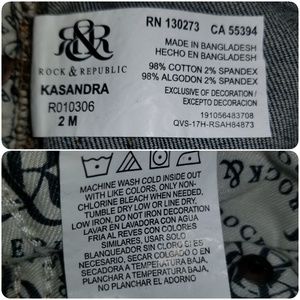 RN 130273 CA 55394
R&R
ROCK & REPUBLIC
MADE IN BANGLADESH
HECHO EN BANGLADESH
KASANDRA
98% COTTON 2% SPANDEX
98% ALGODON 2% SPANDEX
R010306
EXCLUSIVE OF DECORATION /
EXCEPTO DECORACION
2 M
191056483708
QVS-17H-RSAH84873
MACHINE WASH COLD INSIDE OUT
WITH LIKE COLORS, ONLY NON-
CHLORINE BLEACH WHEN NEEDED,
TUMBLE DRY LOW OR LINE DRY.
LOW IRON, DO NOT IRON DECORATION
LAVAR EN LAVADORA CON AGUA
FRIA AL REVES CON COLORES
SIMILARES, USAR SOLO
BLANQUEADOR SIN CLORO SI ES
NECESARIO, SECAR COLGADO O EN
SECADORA A TEMPERATURA BAJA,
PLANCHAR A TEMPERATURA BAJA,
NO PLANCHAR EL ADORNO